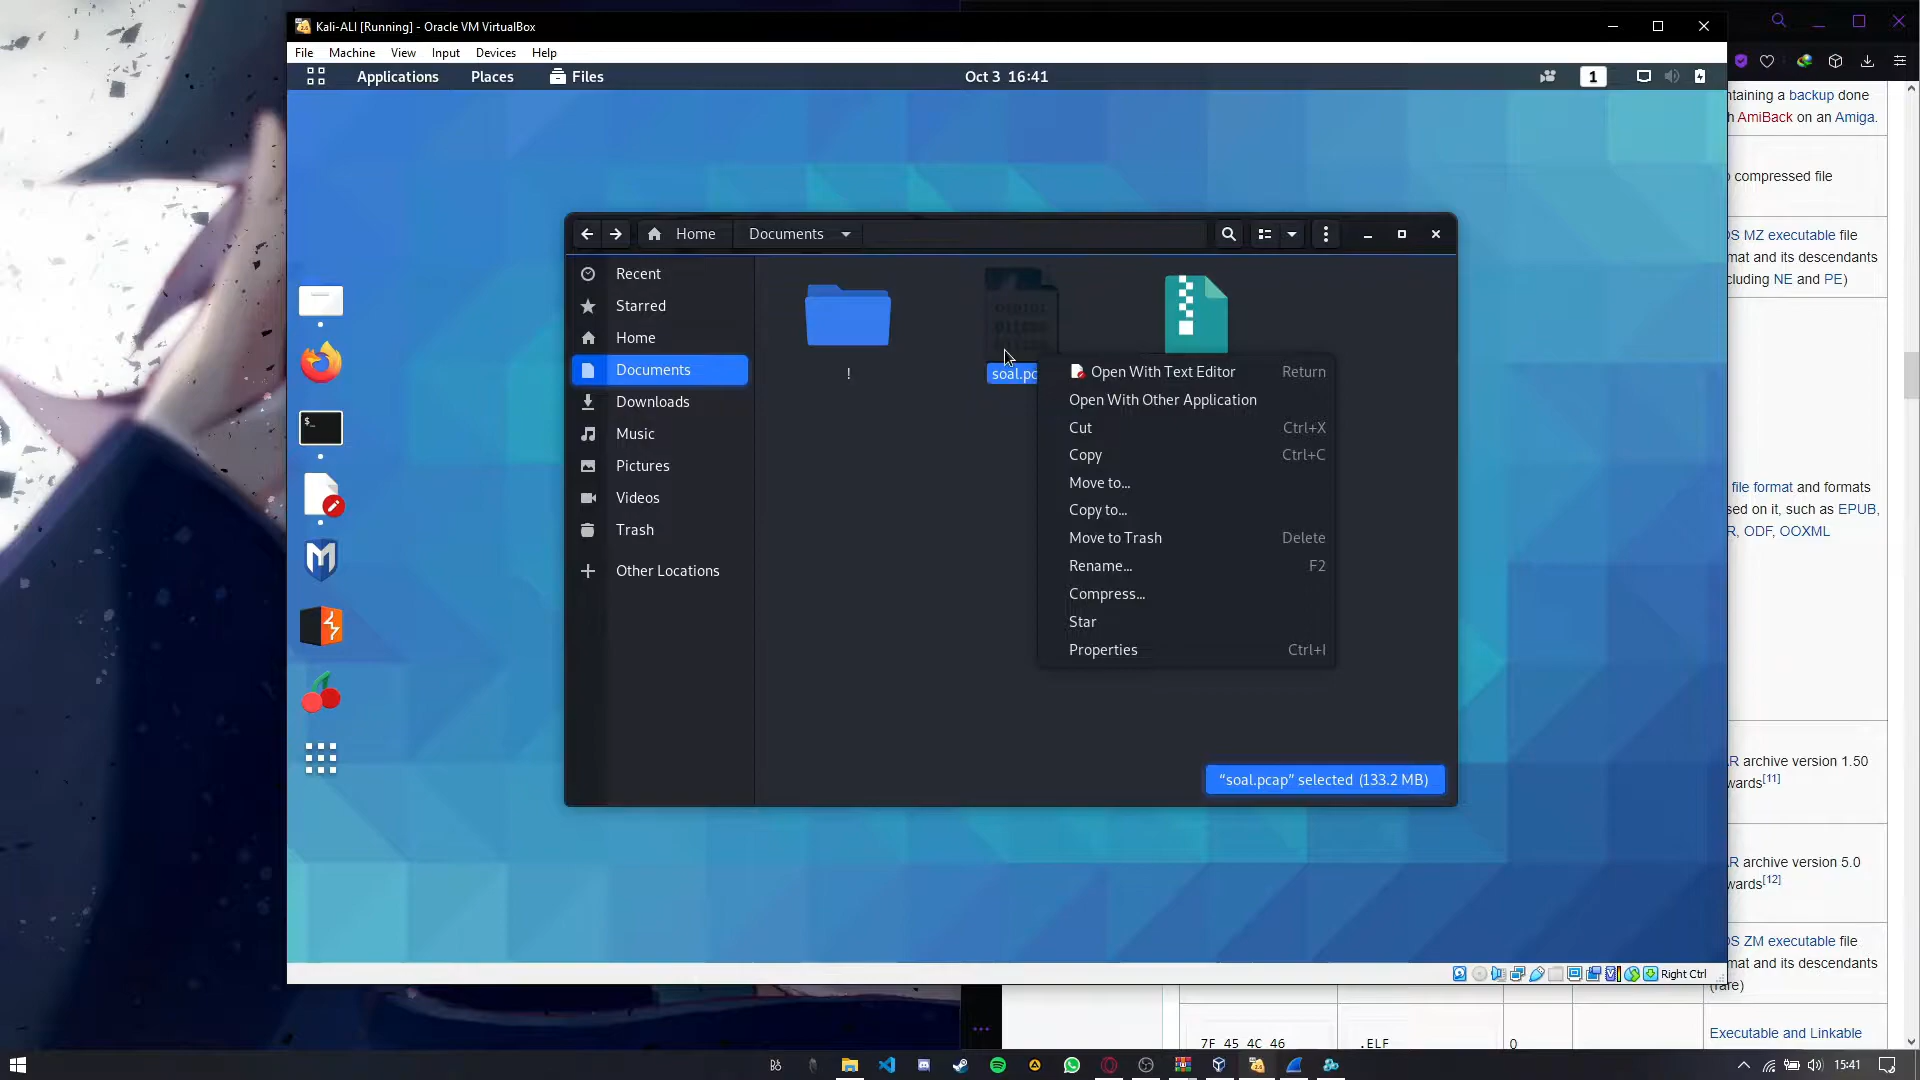 Kali-ALI [Running] - Oracle VM VirtualBox
File Machine View Input Devices Help
Applications Places Files Oct 3 16:41 1
Home Documents
Recent
Starred
Home
Documents
Downloads
Music
Pictures
Videos
Trash
Other Locations
!
soal.pc
Open With Text Editor Return
Open With Other Application
Cut Ctrl+X
Copy Ctrl+C
Move to...
Copy to...
Move to Trash Delete
Rename... F2
Compress...
Star
Properties Ctrl+I
“soal.pcap” selected (133.2 MB)
Right Ctrl
ntaining a backup done
h AmiBack on an Amiga.
compressed file
OS MZ executable file
mat and its descendants
cluding NE and PE)
file format and formats
sed on it, such as EPUB,
R, ODF, OOXML
AR archive version 1.50
wards[11]
AR archive version 5.0
wards[12]
OS ZM executable file
mat and its descendants
(rare)
7F 45 4C 46 .ELF 0
Executable and Linkable
15:41